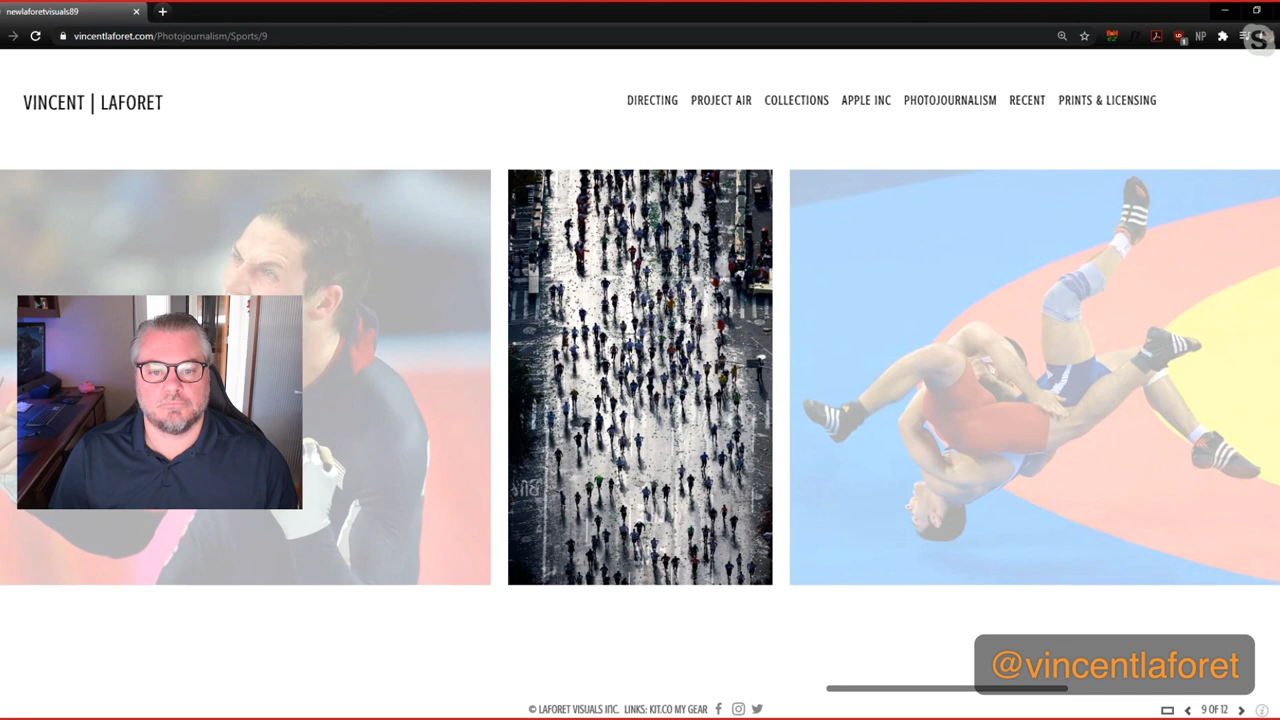 newlaforetvisuals89
vincentlaforet.com/Photojournalism/Sports/9
NP
S
VINCENT | LAFORET
DIRECTING PROJECT AIR COLLECTIONS APPLE INC PHOTOJOURNALISM RECENT PRINTS & LICENSING
@vincentlaforet
© LAFORET VISUALS INC. LINKS: KIT.CO MY GEAR
9 OF 12